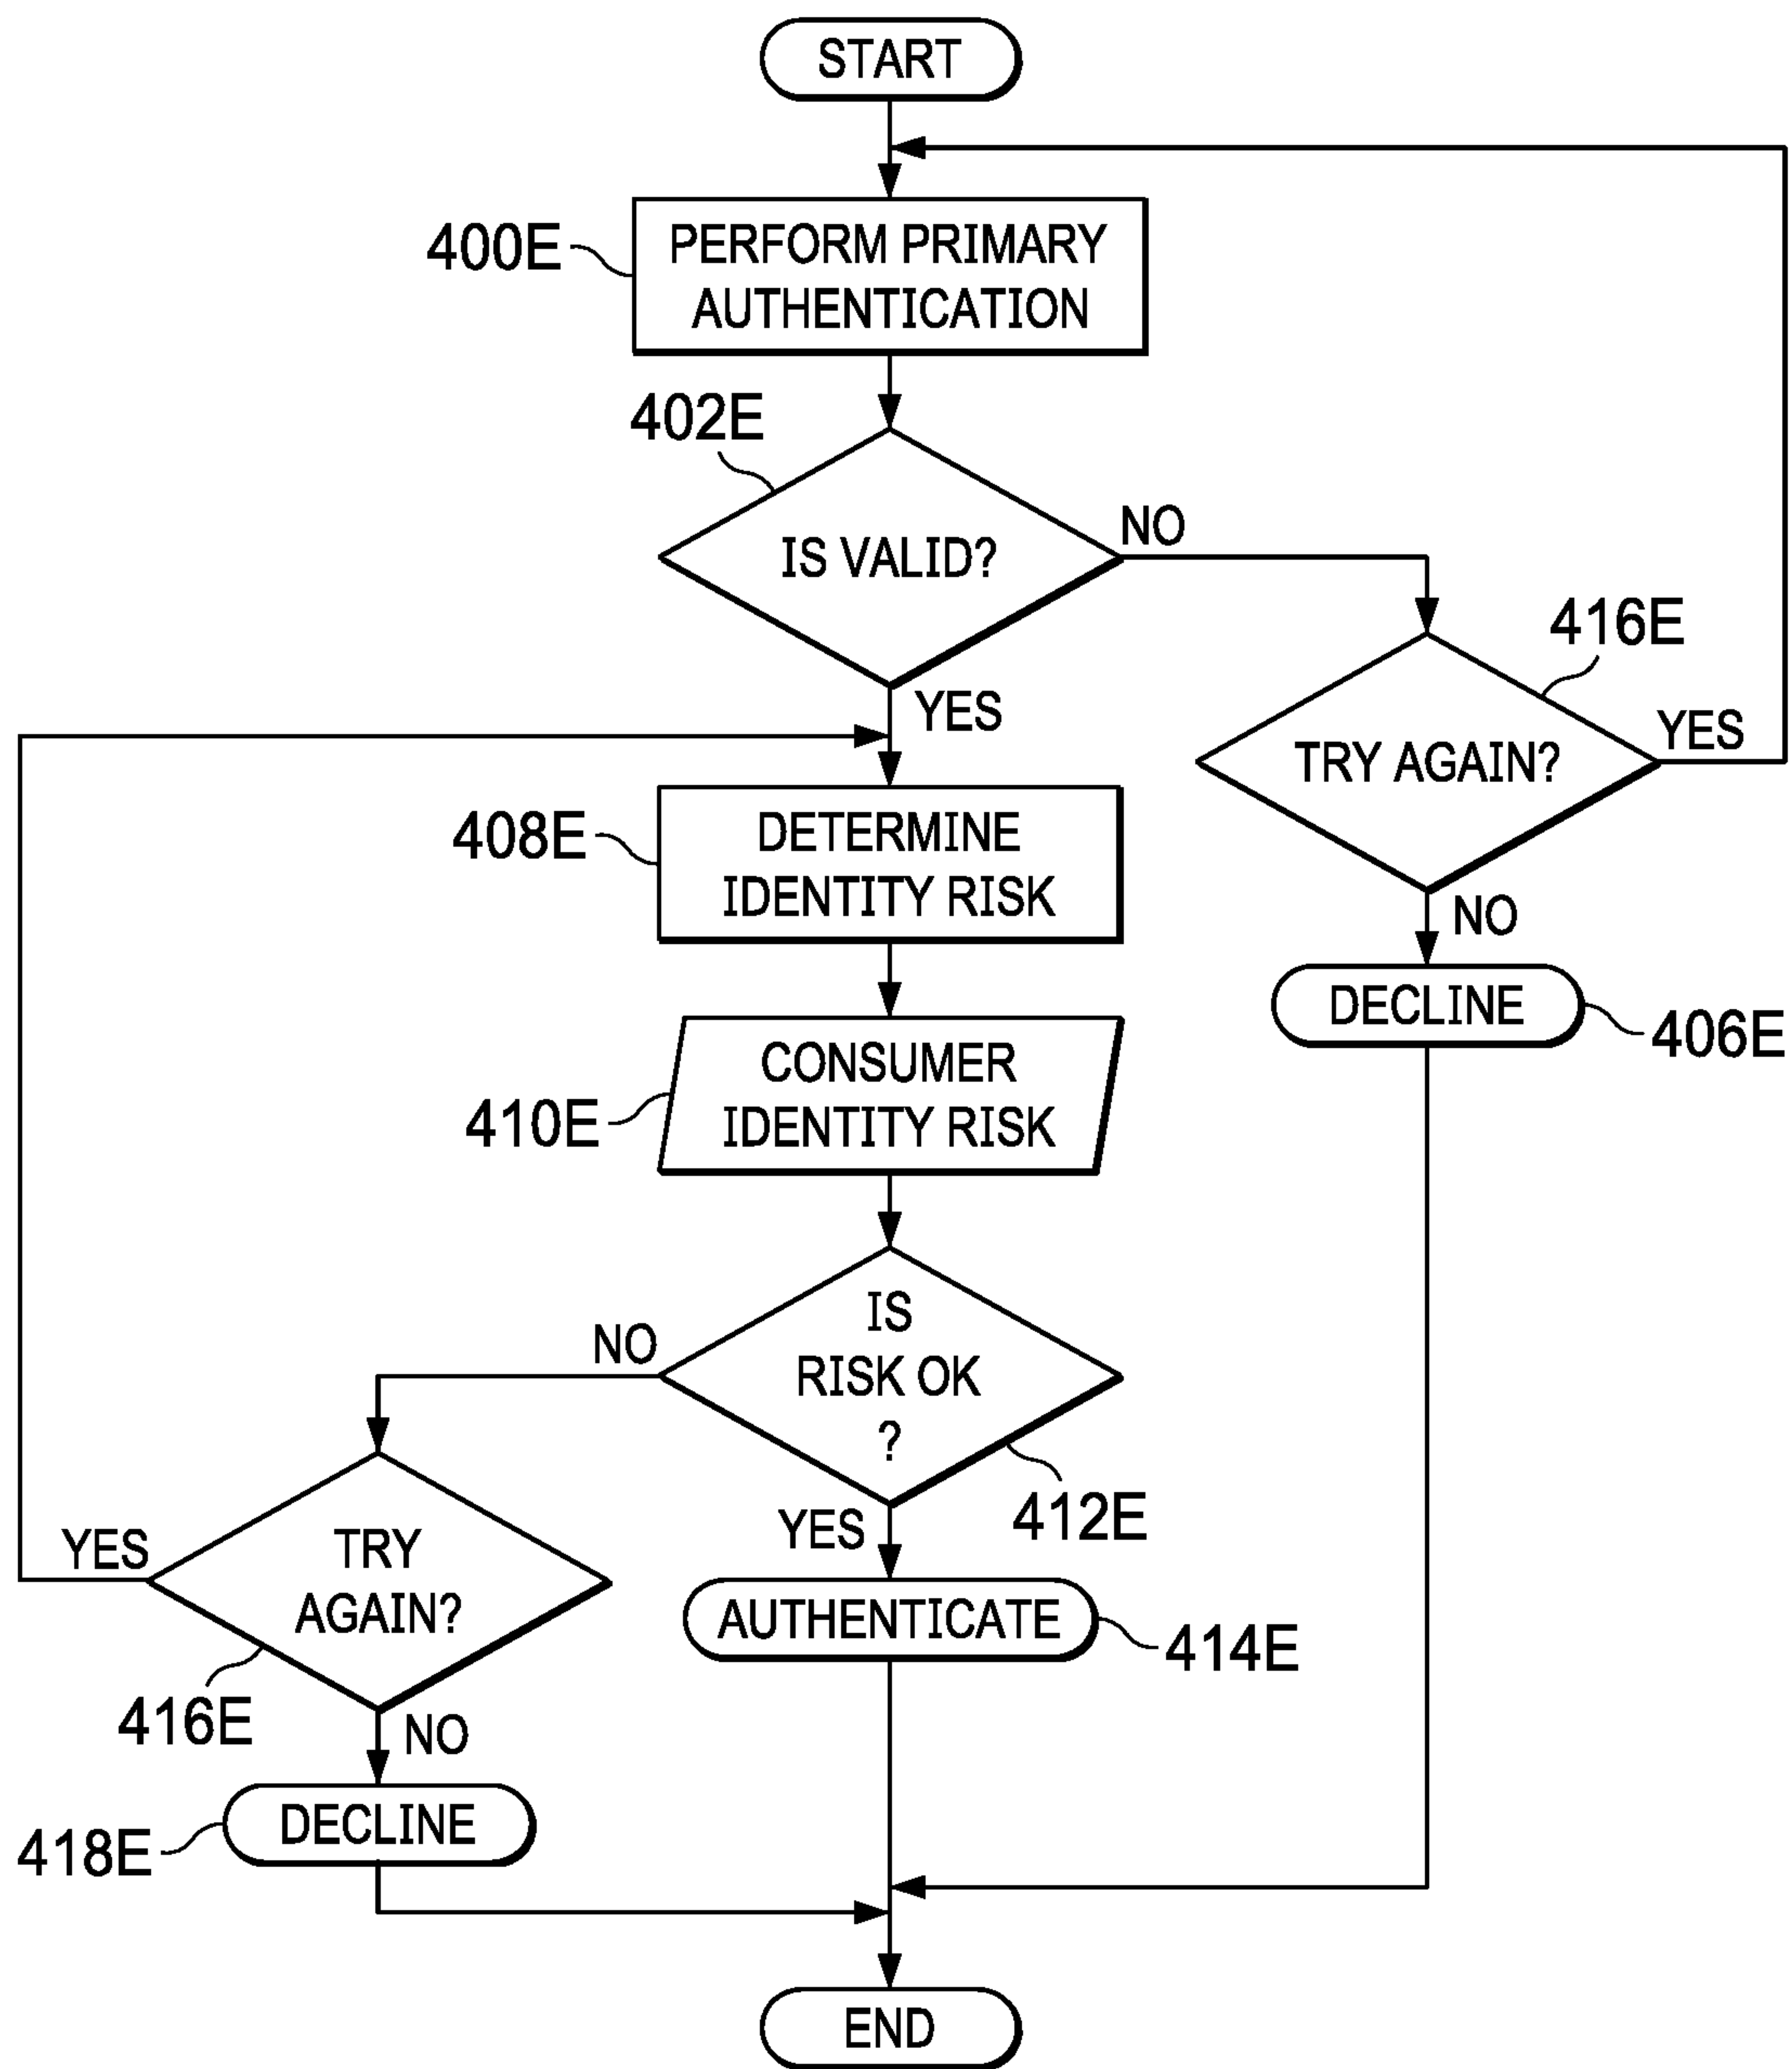 START
400E
PERFORM PRIMARY
AUTHENTICATION
402E
IS VALID?
NO
YES
416E
TRY AGAIN?
YES
NO
408E
DETERMINE
IDENTITY RISK
DECLINE
406E
410E
CONSUMER
IDENTITY RISK
IS
RISK OK
?
NO
412E
YES
TRY
AGAIN?
YES
AUTHENTICATE
414E
416E
NO
DECLINE
418E
END